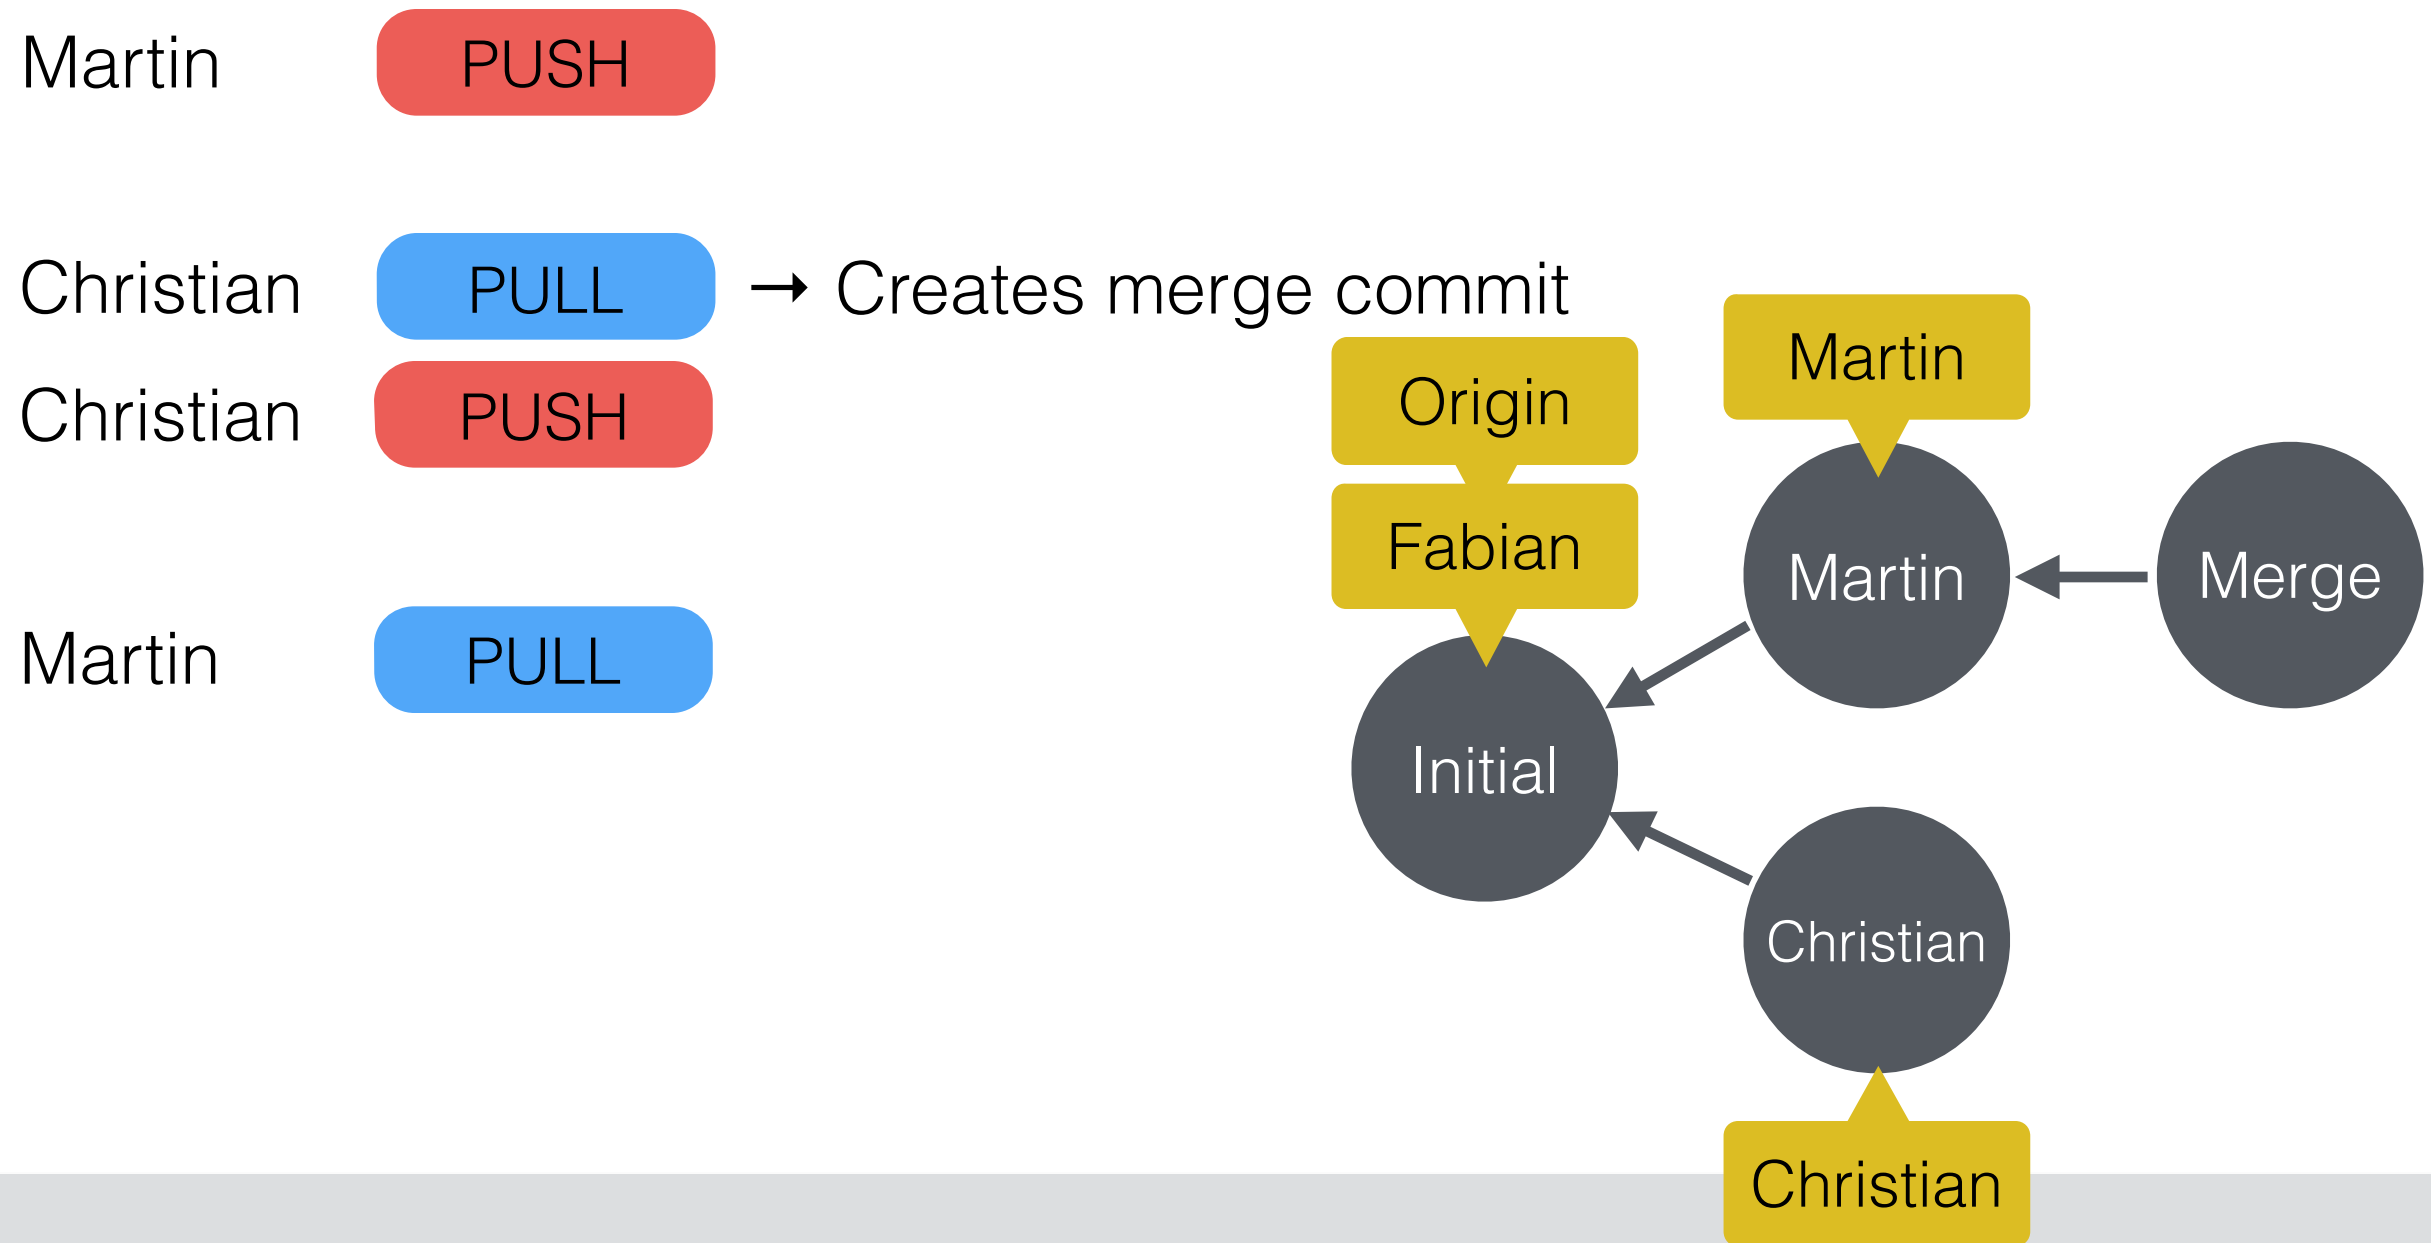 Martin PUSH
Christian PULL → Creates merge commit
Christian PUSH
Martin PULL
Origin
Fabian
Initial
Martin
Martin
Merge
Christian
Christian